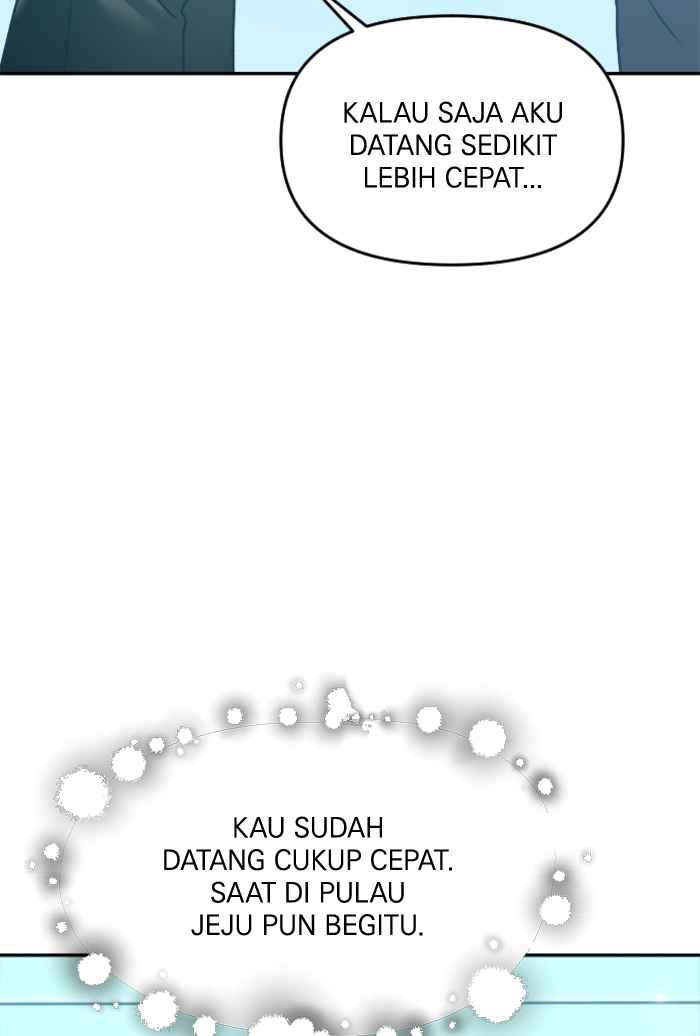 KALAU SAJA AKU
DATANG SEDIKIT
LEBIH CEPAT...
KAU SUDAH
DATANG CUKUP CEPAT.
SAAT DI PULAU
JEJU PUN BEGITU.